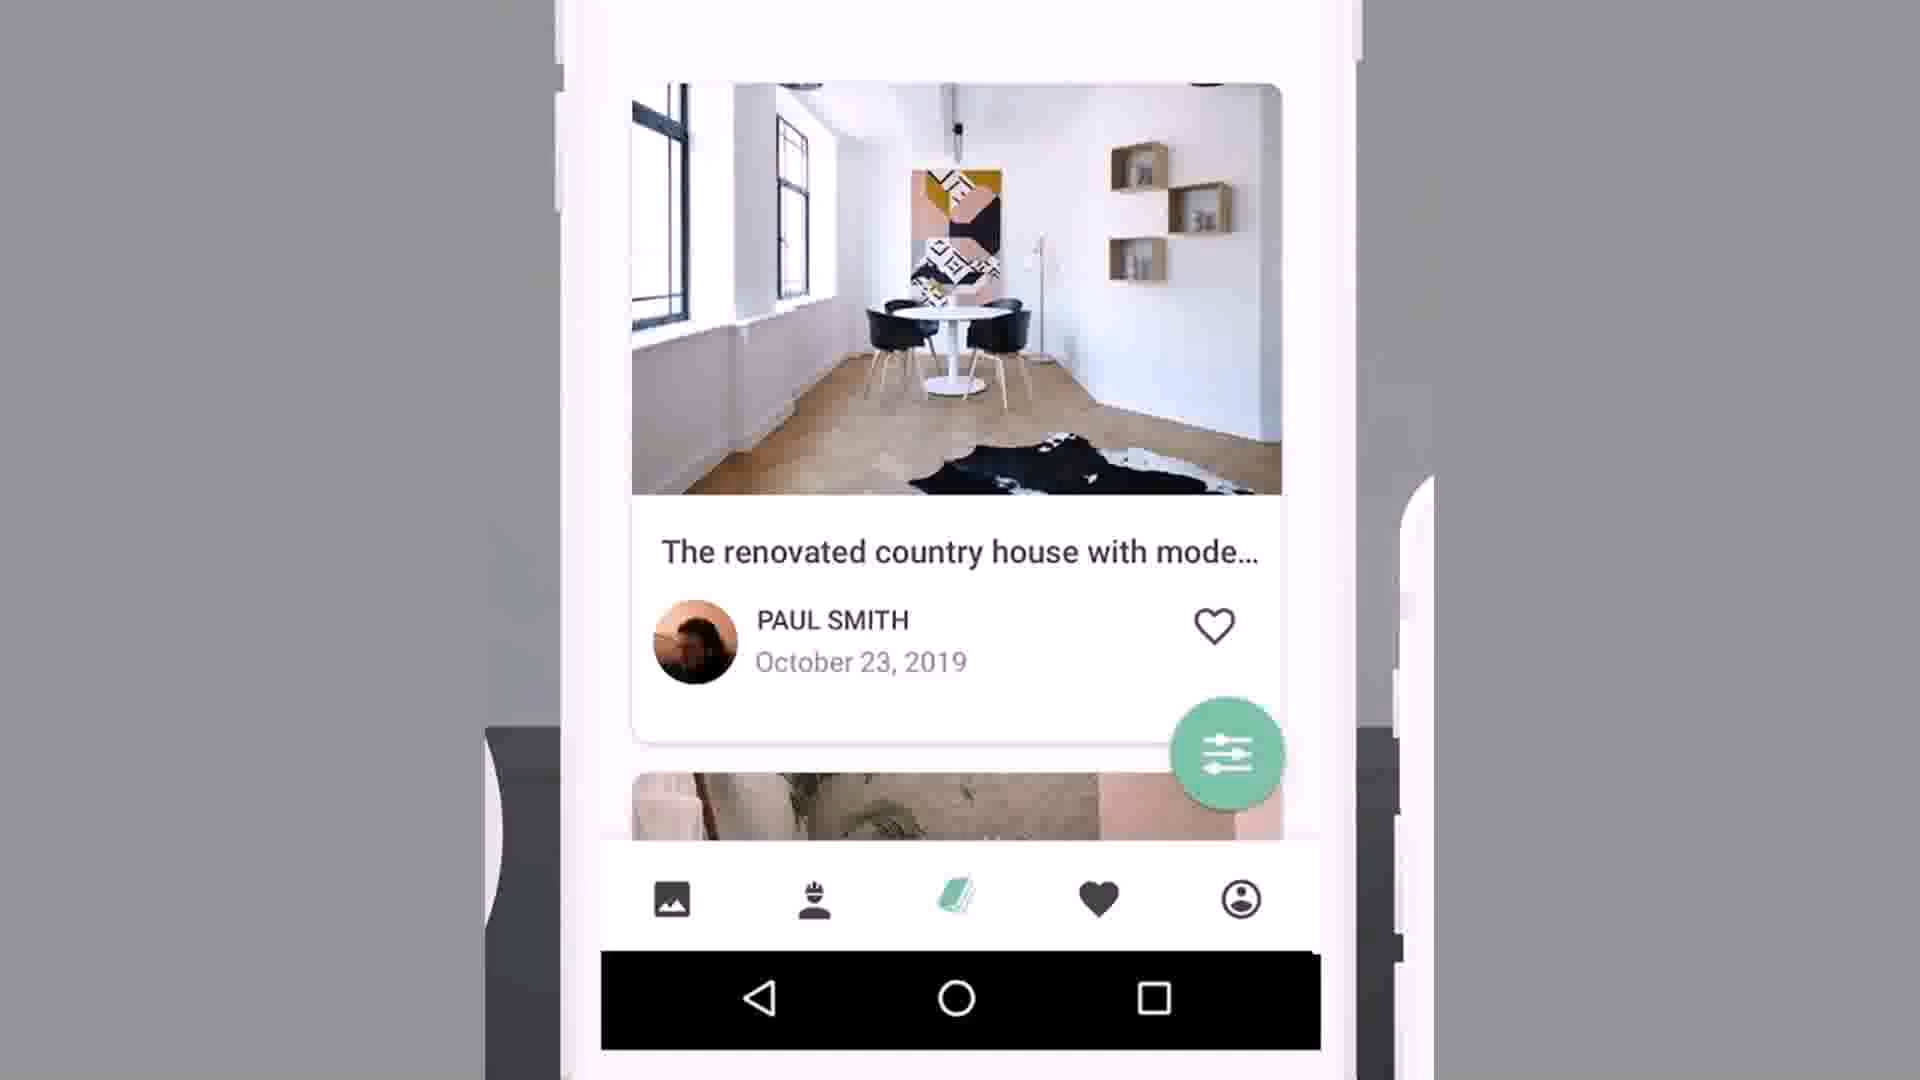 The renovated country house with mode...
PAUL SMITH
October 23, 2019